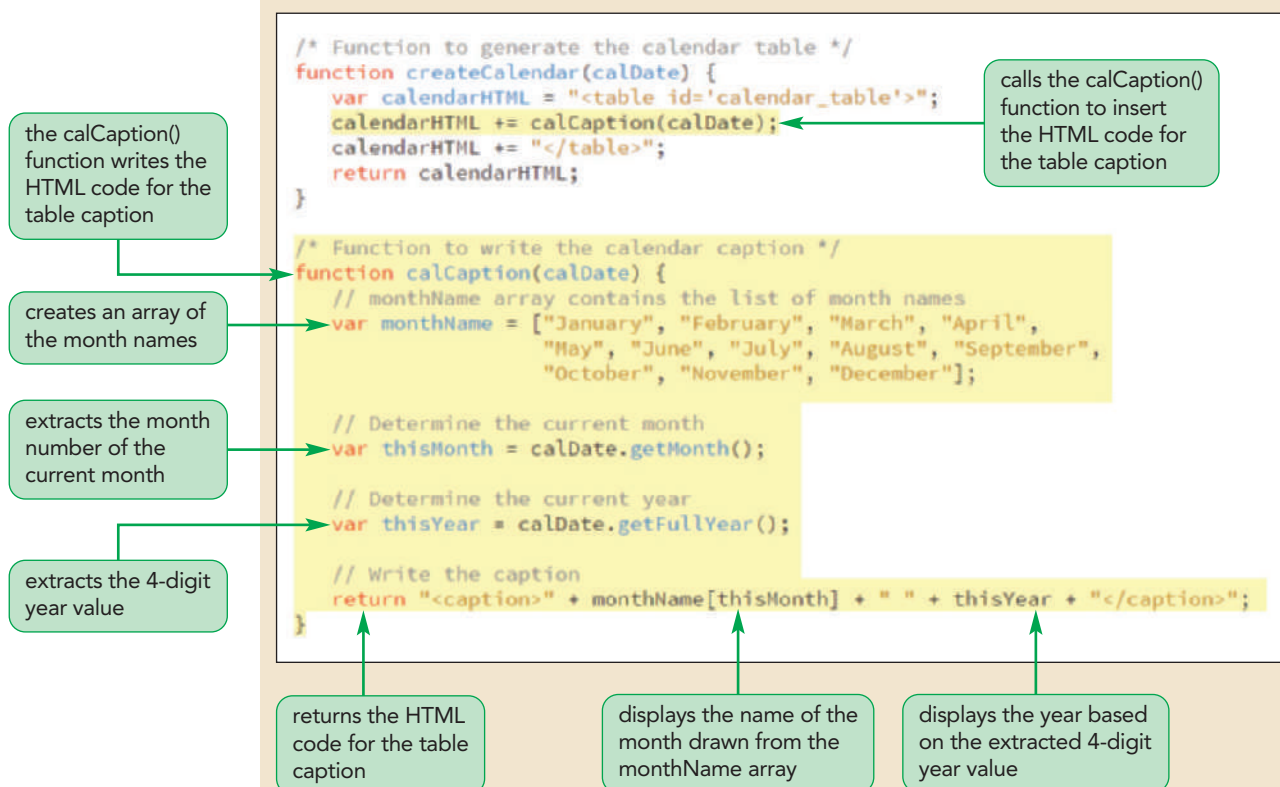 /* Function to generate the calendar table */
function createCalendar(calDate) {
   var calendarHTML = "<table id='calendar_table'>";
   calendarHTML += calCaption(calDate);
   calendarHTML += "</table>";
   return calendarHTML;
}
calls the calCaption()
function to insert
the HTML code for
the table caption
the calCaption()
function writes the
HTML code for the
table caption
/* Function to write the calendar caption */
function calCaption(calDate) {
   // monthName array contains the list of month names
   var monthName = ["January", "February", "March", "April",
                    "May", "June", "July", "August", "September",
                    "October", "November", "December"];
creates an array of
the month names
   // Determine the current month
   var thisMonth = calDate.getMonth();
extracts the month
number of the
current month
   // Determine the current year
   var thisYear = calDate.getFullYear();
extracts the 4-digit
year value
   // Write the caption
   return "<caption>" + monthName[thisMonth] + " " + thisYear + "</caption>";
}
returns the HTML
code for the table
caption
displays the name of the
month drawn from the
monthName array
displays the year based
on the extracted 4-digit
year value